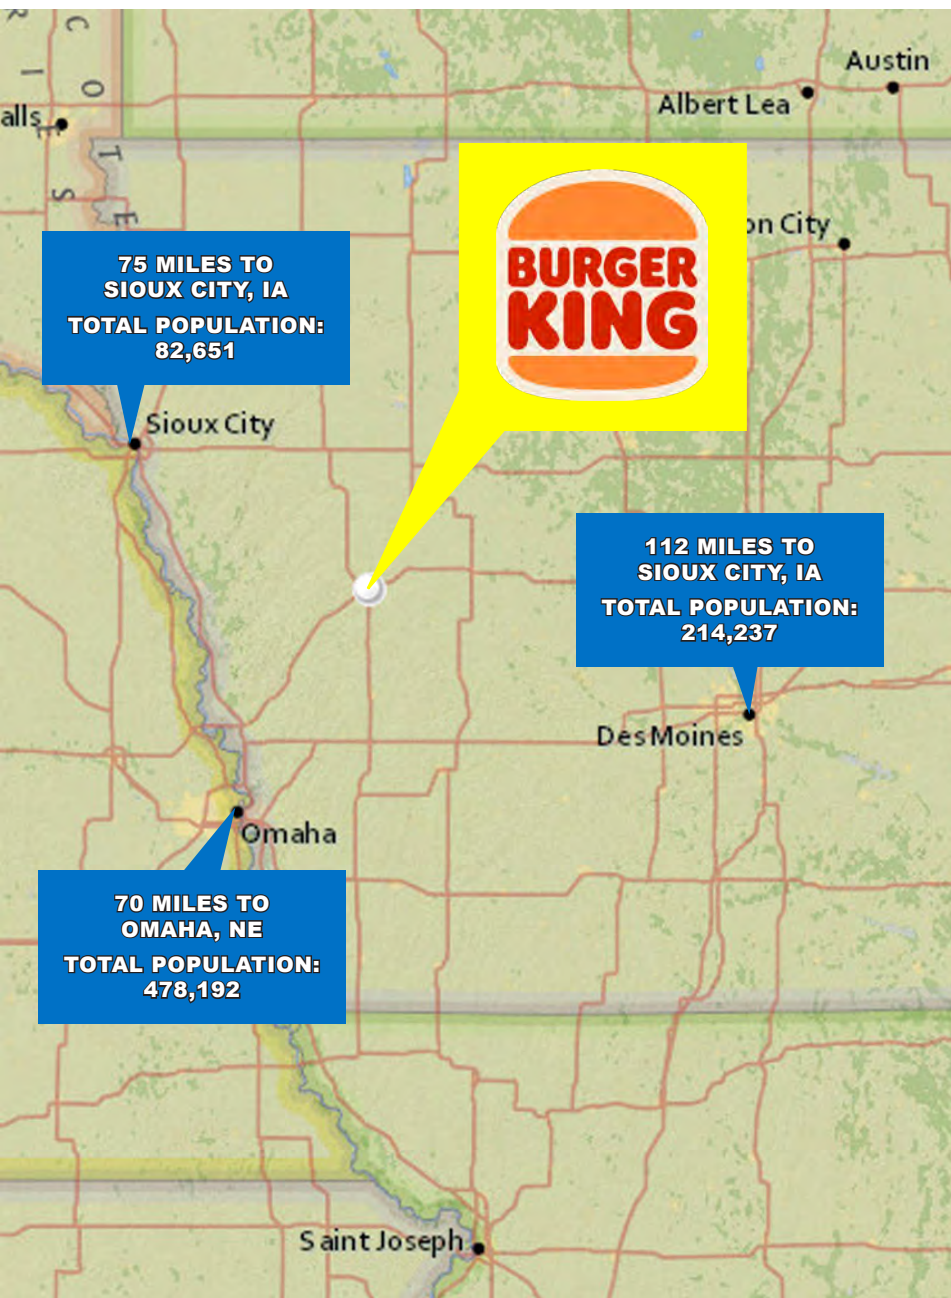 Austin
Albert Lea
alls
on City
BURGER
KING
75 MILES TO
SIOUX CITY, IA
TOTAL POPULATION:
82,651
Sioux City
112 MILES TO
SIOUX CITY, IA
TOTAL POPULATION:
214,237
Des Moines
Omaha
70 MILES TO
OMAHA, NE
TOTAL POPULATION:
478,192
Saint Joseph